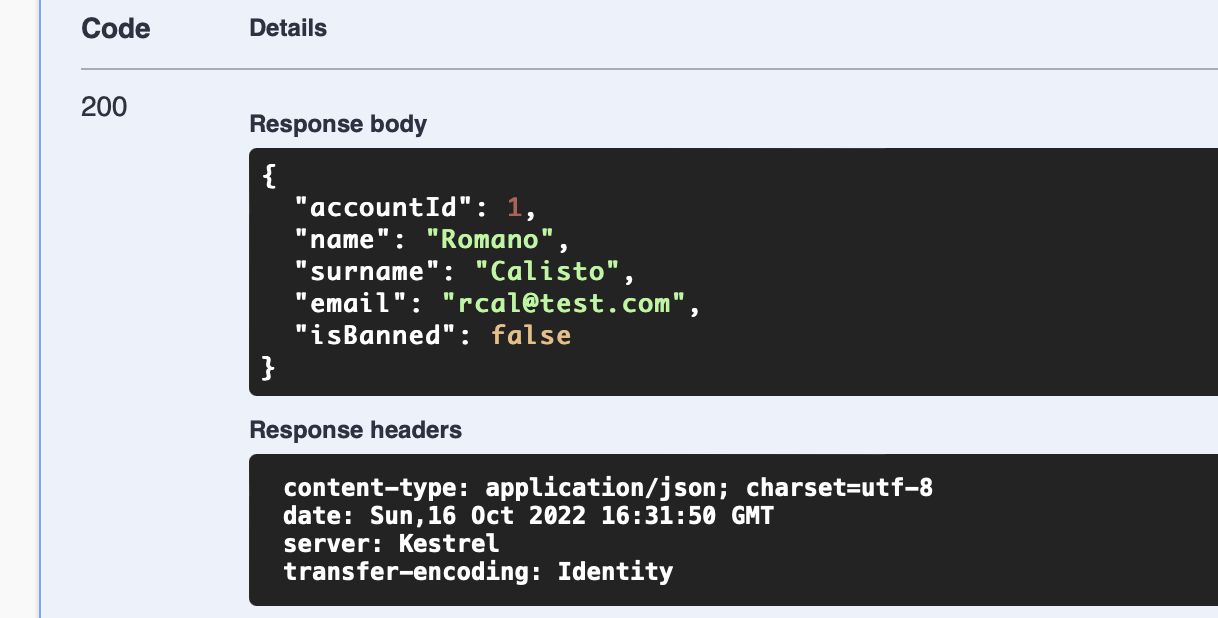 Code Details
200
Response body
{
"accountId": 1,
"name": "Romano",
"surname": "Calisto",
"email": "rcal@test.com",
"isBanned": false
}
Response headers
content-type: application/json; charset=utf-8
date: Sun,16 Oct 2022 16:31:50 GMT
server: Kestrel
transfer-encoding: Identity